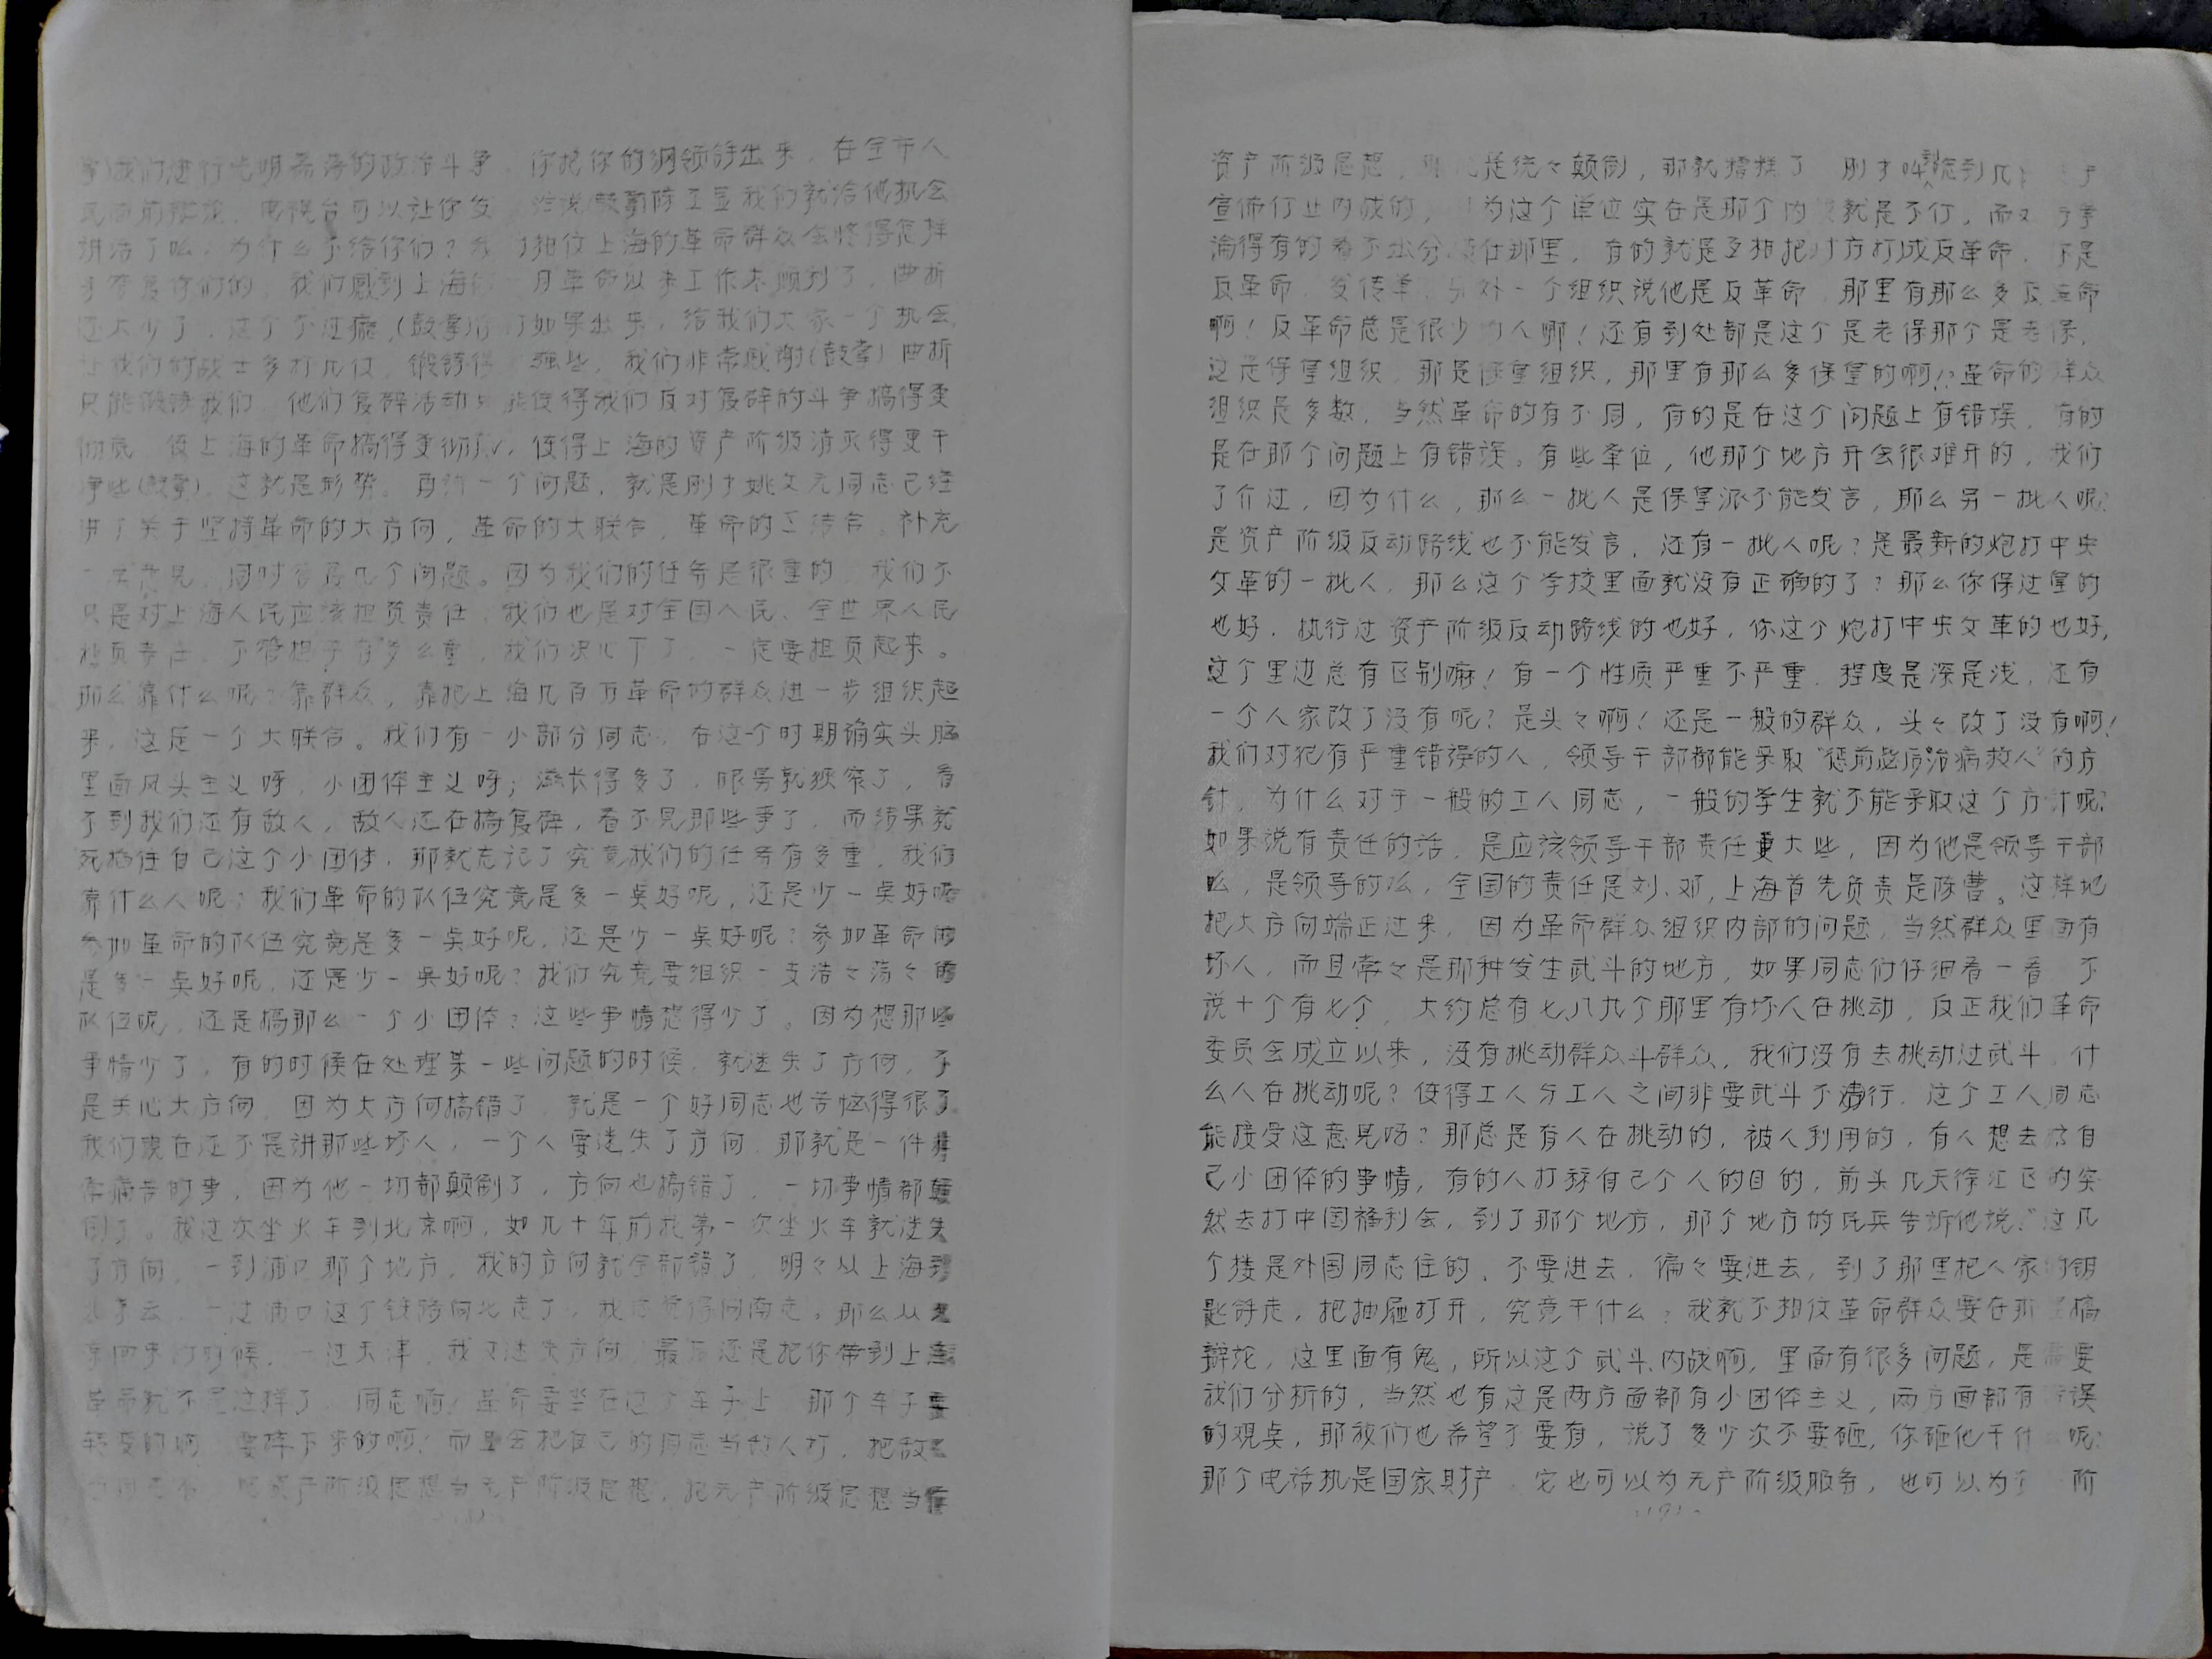 我们进行光明磊落的政治斗争，你把你的纲领拿出来，在全市人
民面前辩论，电视台可以让你发 (鼓掌)陈丕显我们就给他机会
讲话了么，为什么不给你们？我们相信上海的革命群众会懂得怎样
你们的，我们感到上海 月革命以来工作太顺利了，曲折
还太少了，这个不过瘾，(鼓掌)你们如果出来，给我们大家一个机会，
让我们的战士多打几仗，锻炼得 强些，我们非常感谢(鼓掌)曲折
只能锻炼我们，他们复辟活动只能使得我们反对复辟的斗争搞得更
彻底，使上海的革命搞得更彻底，使得上海的资产阶级消灭得更干
净些(鼓掌)。这就是形势。再讲一个问题，就是刚才姚文元同志已经
讲了关于坚持革命的大方向，革命的大联合，革命的三结合。补充
一点意见，同时答复几个问题。因为我们的任务是很重的，我们不
只是对上海人民应该担负责任，我们也是对全国人民、全世界人民
担负责任，不管担子有多么重，我们决心下了，一定要担负起来。
那么靠什么呢？靠群众，靠把上海几百万革命的群众进一步组织起
来，这是一个大联合。我们有一小部分同志，在这个时期确实头脑
里面风头主义呀，小团体主义呀；滋长得多了，眼界就狭窄了，看
不到我们还有敌人，敌人还在搞复辟，看不见那些事了，而结果就
死抱住自己这个小团体，那就忘记了究竟我们的任务有多重，我们
靠什么人呢？我们革命的队伍究竟是多一奌好呢，还是少一奌好呢
参加革命的队伍究竟是多一奌好呢，还是少一奌好呢？参加革命的
是多一奌好呢，还是少一奌好呢？我们究竟要组织一支浩々荡々的
队伍呢，还是搞那么一个小团体？这些事情想得少了。因为想那些
事情少了，有的时候在处理某一些问题的时候，就迷失了方向，不
是关心大方向，因为大方向搞错了，就是一个好同志也苦恼得很了。
我们现在还不是讲那些坏人，一个人要迷失了方向，那就是一件
常痛苦的事，因为他一切都颠倒了，方向也搞错了，一切事情都颠
倒了。我这次坐火车到北京啊，如几十年前我第一次坐火车就迷失
了方向，一到浦口那个地方，我的方向就全部错了，明々从上海到
北京去，一过浦口这个铁路向北走了，我总觉得向南走。那么从北
京回来的时候，一过天津，我又迷失方向，最后还是把你带到上海
革命就不是这样了，同志啊！革命要坐在这个车子上，那个车子要
转变的啊，要摔下来的啊！而且会把自己的同志当敌人打，把敌人
把资产阶级思想当无产阶级思想，把无产阶级思想当作
资产阶级思想，是统々颠倒，那就糟糕了，刚才 到几
宣佈停止内战的，因为这个单位实在是那个内 就是不行，而
论得有的看不出分歧在那里，有的就是互相把对方打成反革命，不是
反革命，发传单，另外一个组织说他是反革命，那里有那么多反革命
啊！反革命总是很少的人啊！还有到处都是这个是老保那个是老保，
这是保皇组织，那是保皇组织，那里有那么多保皇的啊！？革命的群众
组织是多数，当然革命的有不同，有的是在这个问题上有错误，有的
是在那个问题上有错误。有些单位，他那个地方开会很难开的，我们
了介过，因为什么，那么一批人是保皇派不能发言，那么另一批人呢？
是资产阶级反动路线也不能发言，还有一批人呢？是最新的炮打中央
文革的一批人，那么这个学校里面就没有正确的了？那么你保过皇的
也好，执行过资产阶级反动路线的也好，你这个炮打中央文革的也好，
这个里边总有区别嘛！有一个性质严重不严重，程度是深是浅，还有
一个人家改了没有呢？是头々啊！还是一般的群众，头々改了没有啊！
我们对犯有严重错误的人，领导干部都能采取“惩前毖后治病救人”的方
针，为什么对于一般的工人同志，一般的学生就不能采取这个方针呢？
如果说有责任的话，是应该领导干部责任重大些，因为他是领导干部
么，是领导的么，全国的责任是刘、邓，上海首先负责是陈曹。这样地
把大方向端正过来，因为革命群众组织内部的问题，当然群众里面有
坏人，而且常々是那种发生武斗的地方，如果同志们仔细看一看，不
说十个有七个，大约总有七八九个那里有坏人在挑动，反正我们革命
委员会成立以来，没有挑动群众斗群众，我们没有去挑动过武斗，什
么人在挑动呢？使得工人与工人之间非要武斗不行，这个工人同志
能接受这意见吗？那总是有人在挑动的，被人利用的，有人想去搞自
己小团体的事情，有的人打着自己个人的目的，前头几天徐汇区的突
然去打中国福利会，到了那个地方，那个地方的民兵告诉他说：“这几
个楼是外国同志住的，不要进去，偏々要进去，到了那里把人家的钥
匙拿走，把抽屉打开，究竟干什么？我就不相信革命群众要在那里搞
辩论，这里面有鬼，所以这个武斗、内战啊，里面有很多问题，是需要
我们分析的，当然也有这是两方面都有小团体主义，两方面都有错误
的观奌，那我们也希望不要有，说了多少次不要砸，你砸他干什么呢？
那个电话机是国家财产，它也可以为无产阶级服务，也可以为 阶